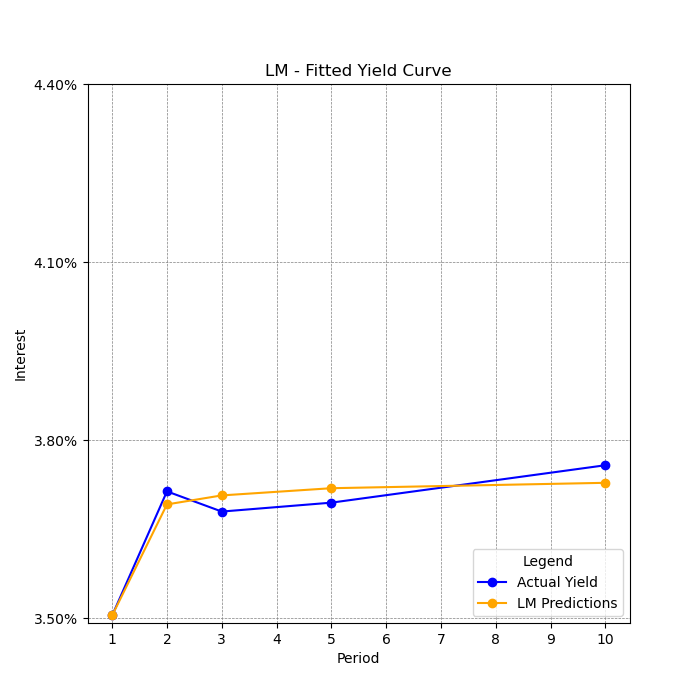 LM - Fitted Yield Curve
4.40%
4.10%
3.80%
3.50%
Interest
1 2 3 4 5 6 7 8 9 10
Period
Legend
Actual Yield
LM Predictions